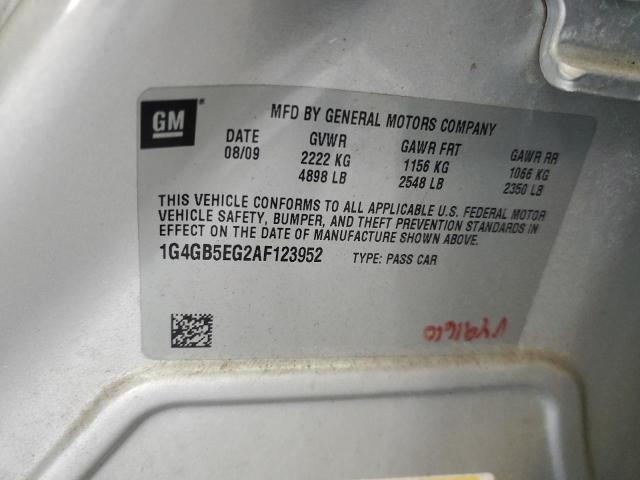 GM
MFD BY GENERAL MOTORS COMPANY
DATE GVWR GAWR FRT GAWR RR
08/09 2222 KG 1156 KG 1066 KG
4898 LB 2548 LB 2350 LB
THIS VEHICLE CONFORMS TO ALL APPLICABLE U.S. FEDERAL MOTOR
VEHICLE SAFETY, BUMPER, AND THEFT PREVENTION STANDARDS IN
EFFECT ON THE DATE OF MANUFACTURE SHOWN ABOVE.
1G4GB5EG2AF123952 TYPE: PASS CAR